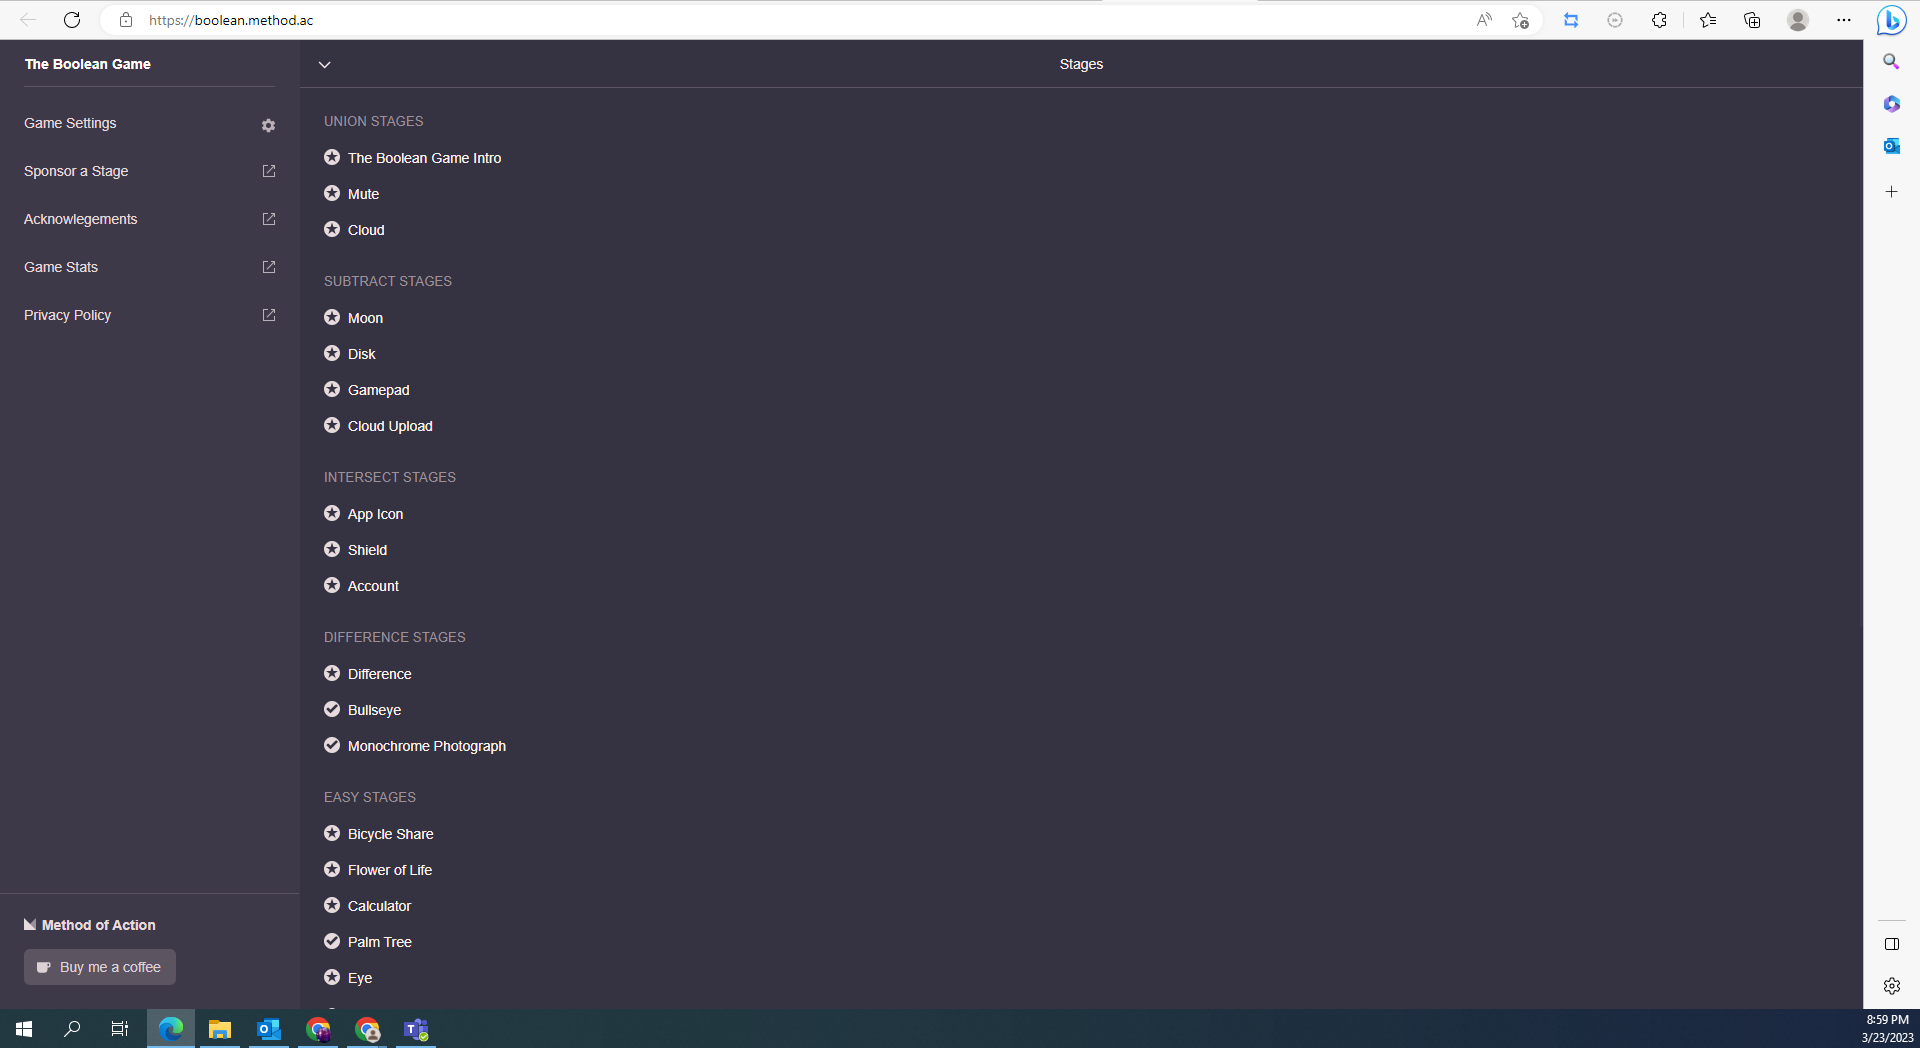 https://boolean.method.ac
The Boolean Game
Stages
Game Settings
Sponsor a Stage
Acknowlegements
Game Stats
Privacy Policy
UNION STAGES
The Boolean Game Intro
Mute
Cloud
SUBTRACT STAGES
Moon
Disk
Gamepad
Cloud Upload
INTERSECT STAGES
App Icon
Shield
Account
DIFFERENCE STAGES
Difference
Bullseye
Monochrome Photograph
EASY STAGES
Bicycle Share
Flower of Life
Calculator
Palm Tree
Eye
Method of Action
Buy me a coffee
8:59 PM
3/23/2023